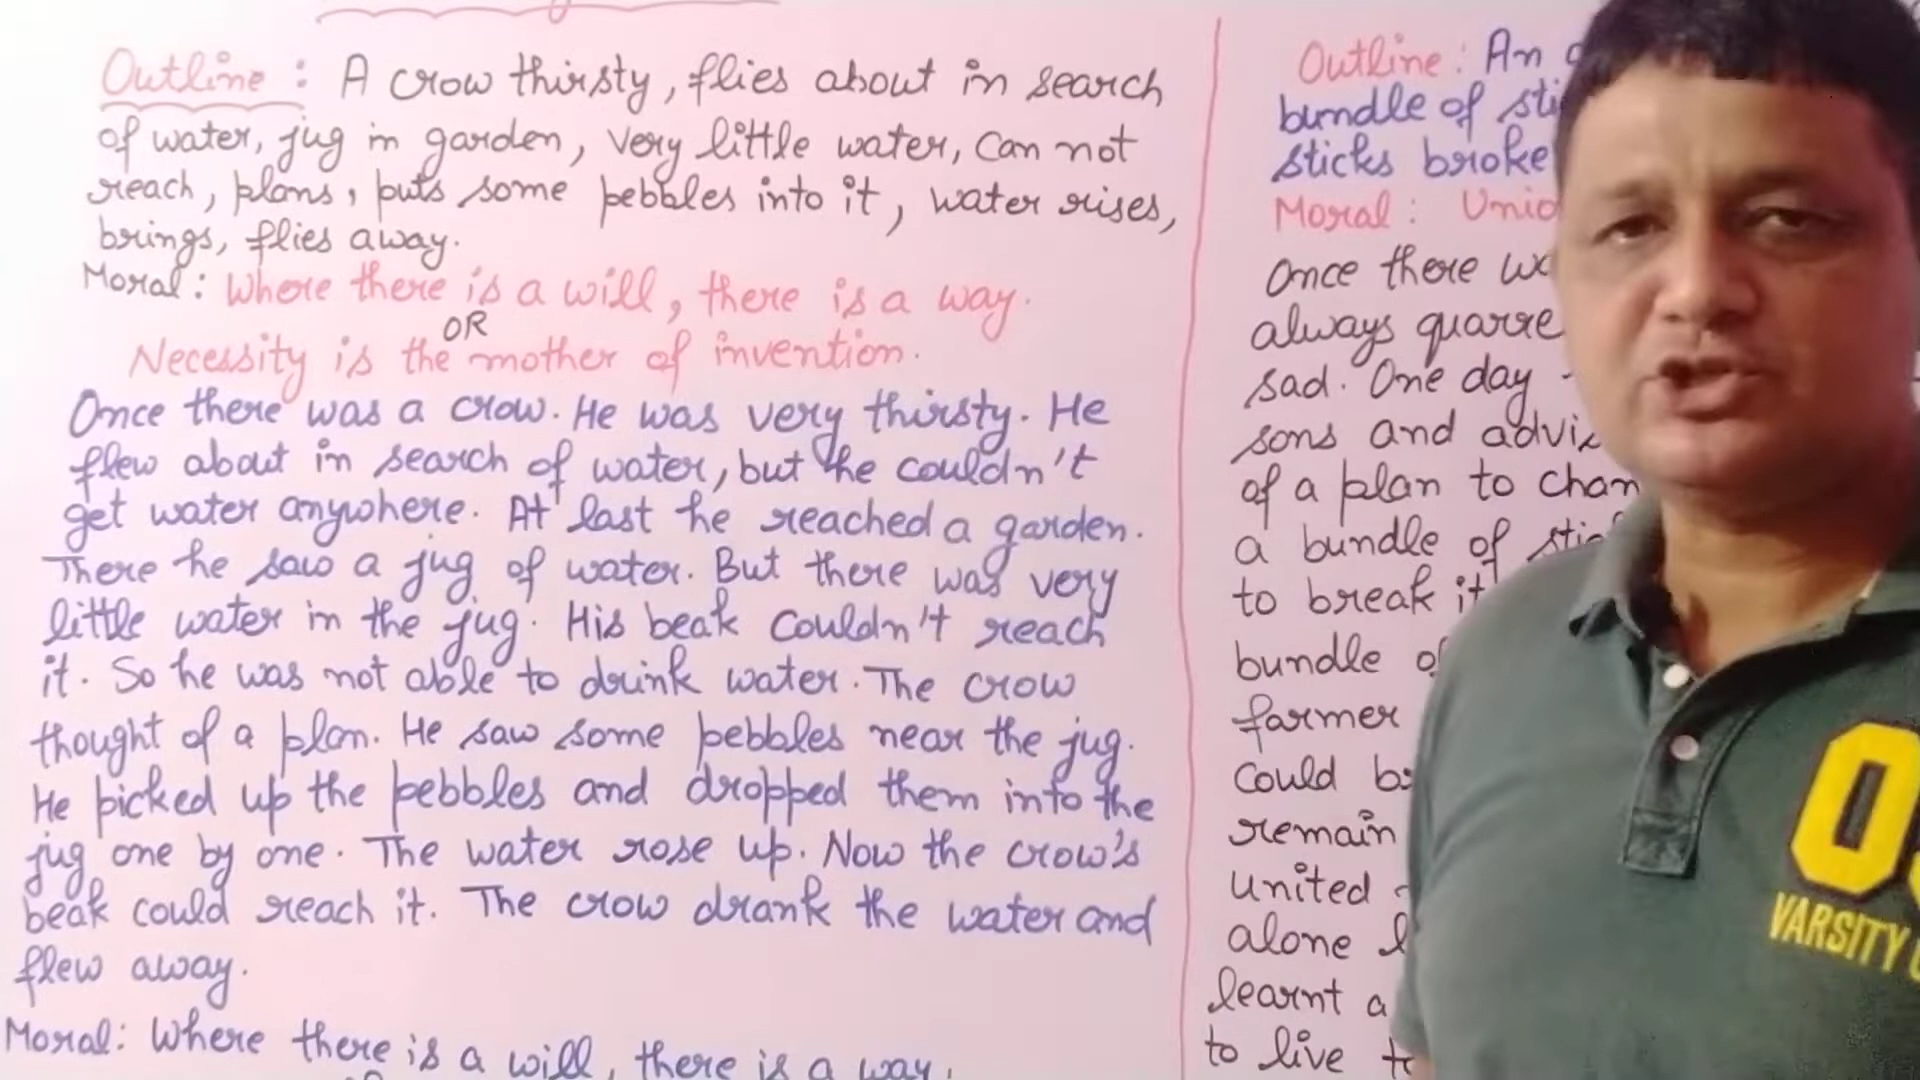 Outline : A crow thirsty, flies about in search
of water, jug in garden, very little water, can not
reach, plans, puts some pebbles into it, water rises,
brings, flies away.
Moral : Where there is a will, there is a way.
OR
Necessity is the mother of invention.
Once there was a crow. He was very thirsty. He
flew about in search of water, but he couldn't
get water anywhere. At last he reached a garden.
There he saw a jug of water. But there was very
little water in the jug. His beak couldn't reach
it. So he was not able to drink water. The crow
thought of a plan. He saw some pebbles near the jug.
He picked up the pebbles and dropped them into the
jug one by one. The water rose up. Now the crow's
beak could reach it. The crow drank the water and
flew away.
Moral : Where there is a will, there is a way.
Outline : An
bundle of
sticks broke
Moral :
Once there
always
sad. One day
sons and
of a plan to
a bundle of
to break it
bundle
farmer
could
remain
united
alone
learnt a
to live
VARSITY